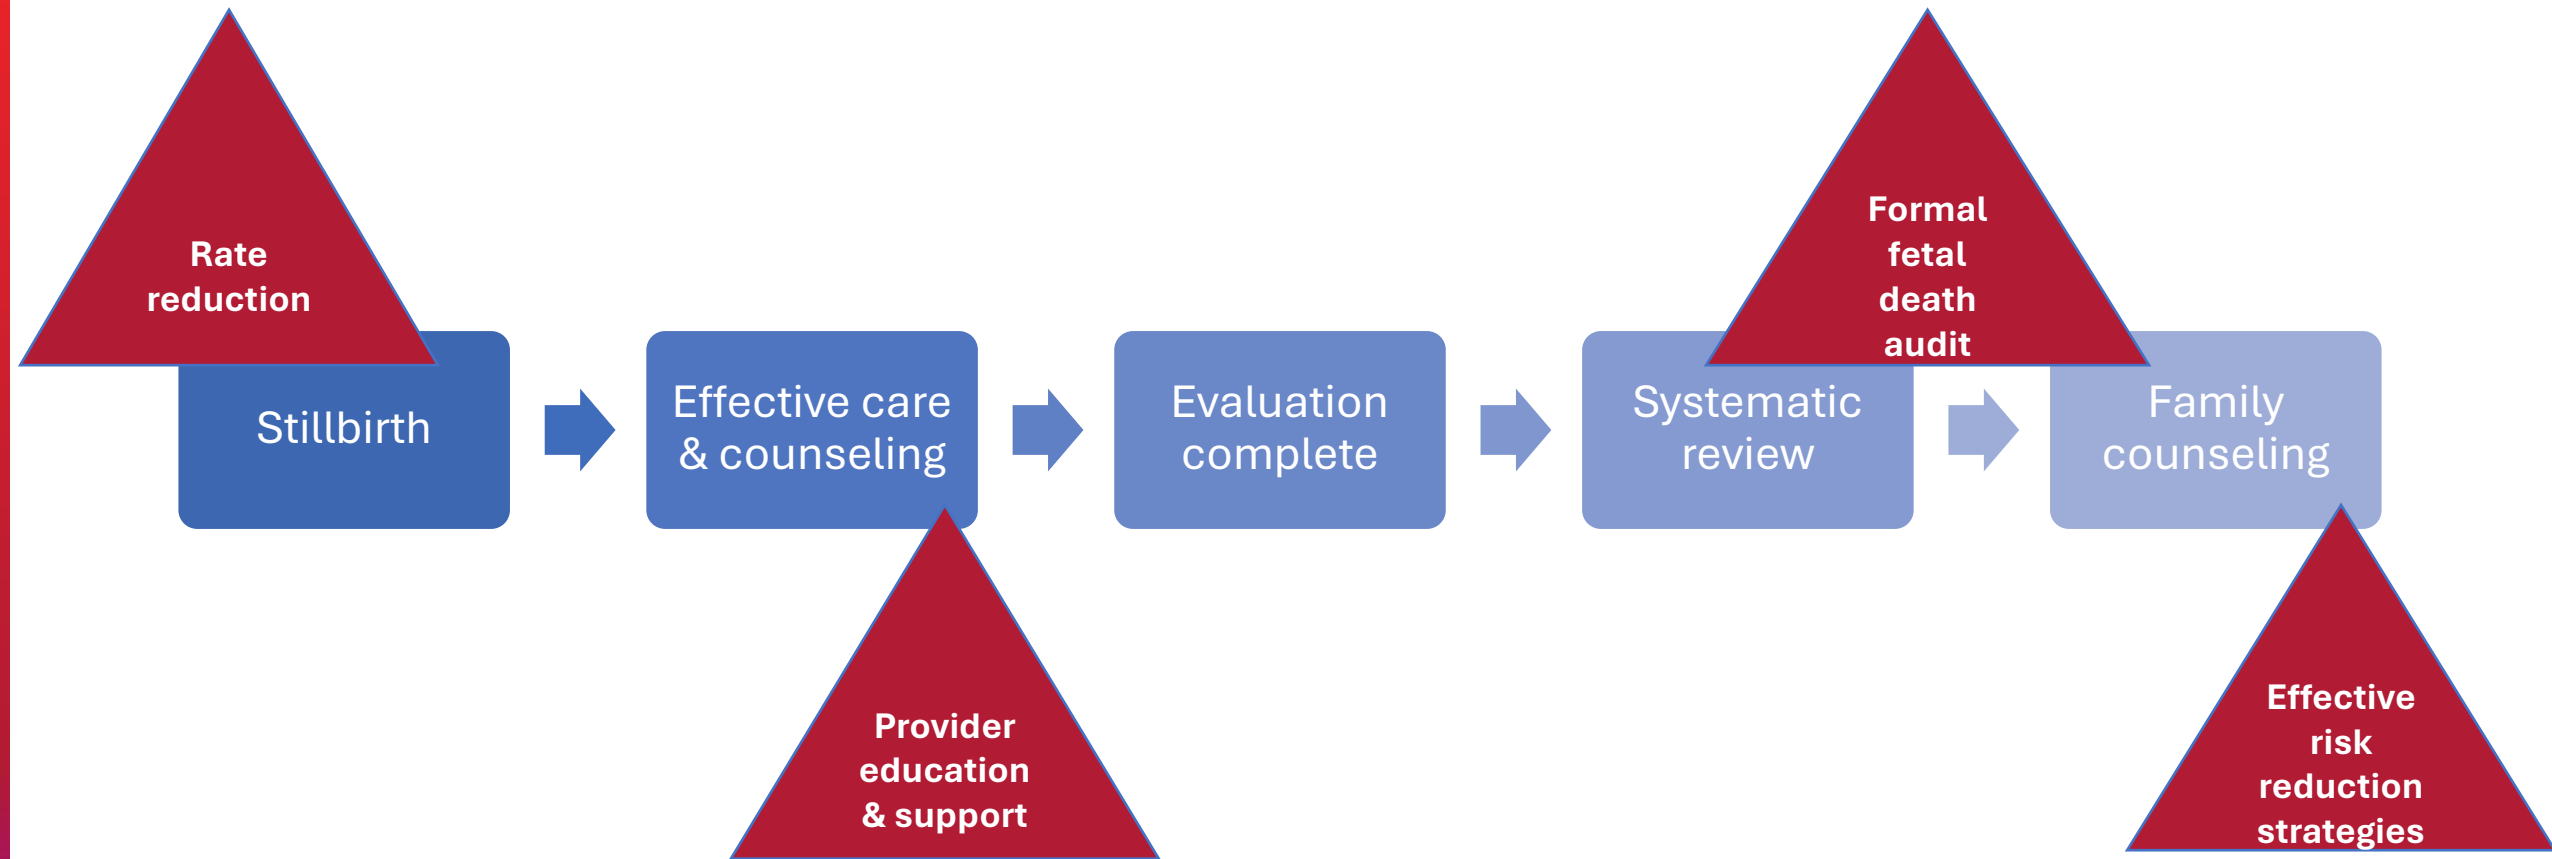 Rate
reduction
Formal
fetal
death
audit
Stillbirth
Effective care
& counseling
Evaluation
complete
Systematic
review
Family
counseling
Provider
education
& support
Effective
risk
reduction
strategies